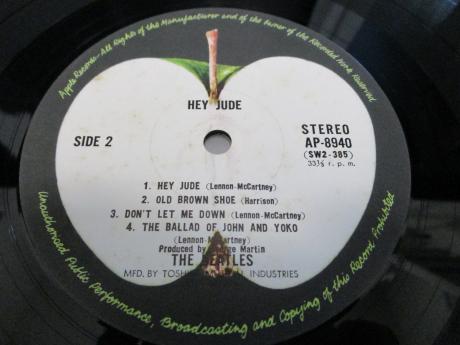 Apple Records—All Rights of the Manufacturer and of the Owner of the Recorded Work Reserved
HEY JUDE
SIDE 2
STEREO
AP-8940
(SW2-385)
33⅓ r. p. m.
1. HEY JUDE (Lennon-McCartney)
2. OLD BROWN SHOE (Harrison)
3. DON'T LET ME DOWN (Lennon-McCartney)
4. THE BALLAD OF JOHN AND YOKO
(Lennon-McCartney)
Produced by George Martin
THE BEATLES
MFD. BY INDUSTRIES
Unauthorised Public Performance, Broadcasting and Copying of this Record Prohibited